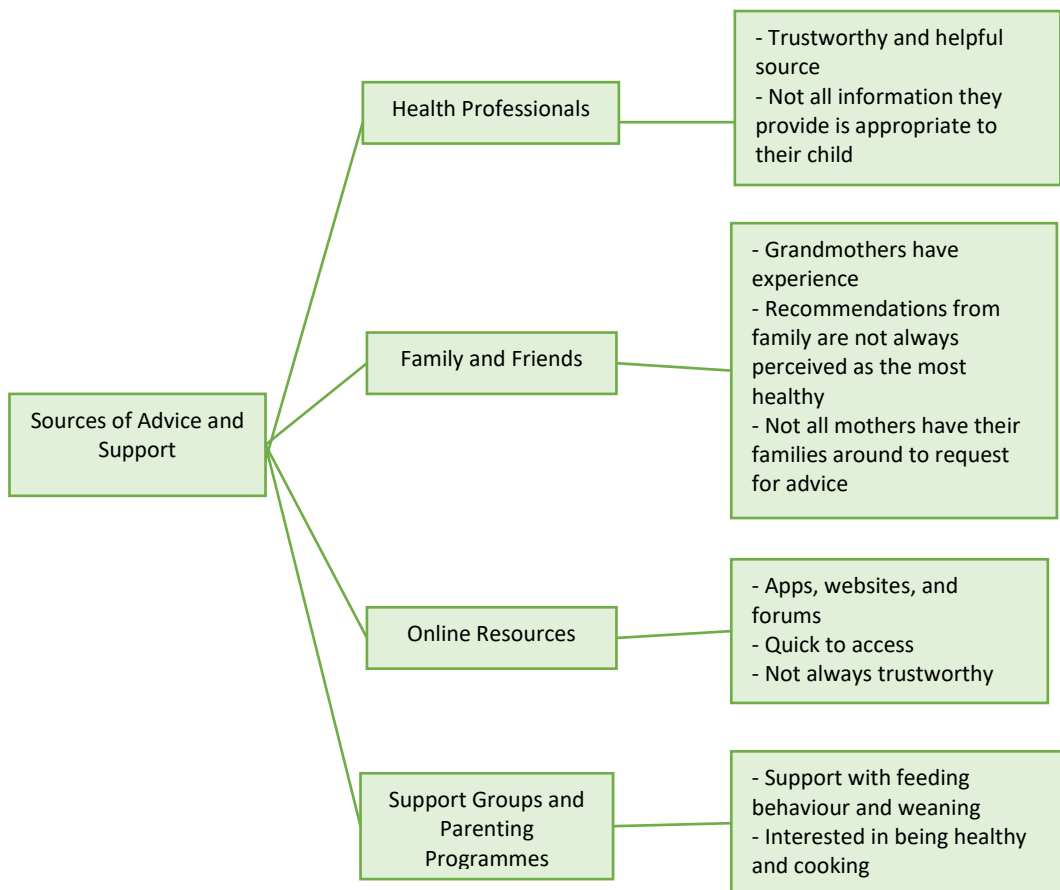 Sources of Advice and
Support
Health Professionals
- Trustworthy and helpful
source
- Not all information they
provide is appropriate to
their child
Family and Friends
- Grandmothers have
experience
- Recommendations from
family are not always
perceived as the most
healthy
- Not all mothers have their
families around to request
for advice
Online Resources
- Apps, websites, and
forums
- Quick to access
- Not always trustworthy
Support Groups and
Parenting
Programmes
- Support with feeding
behaviour and weaning
- Interested in being healthy
and cooking